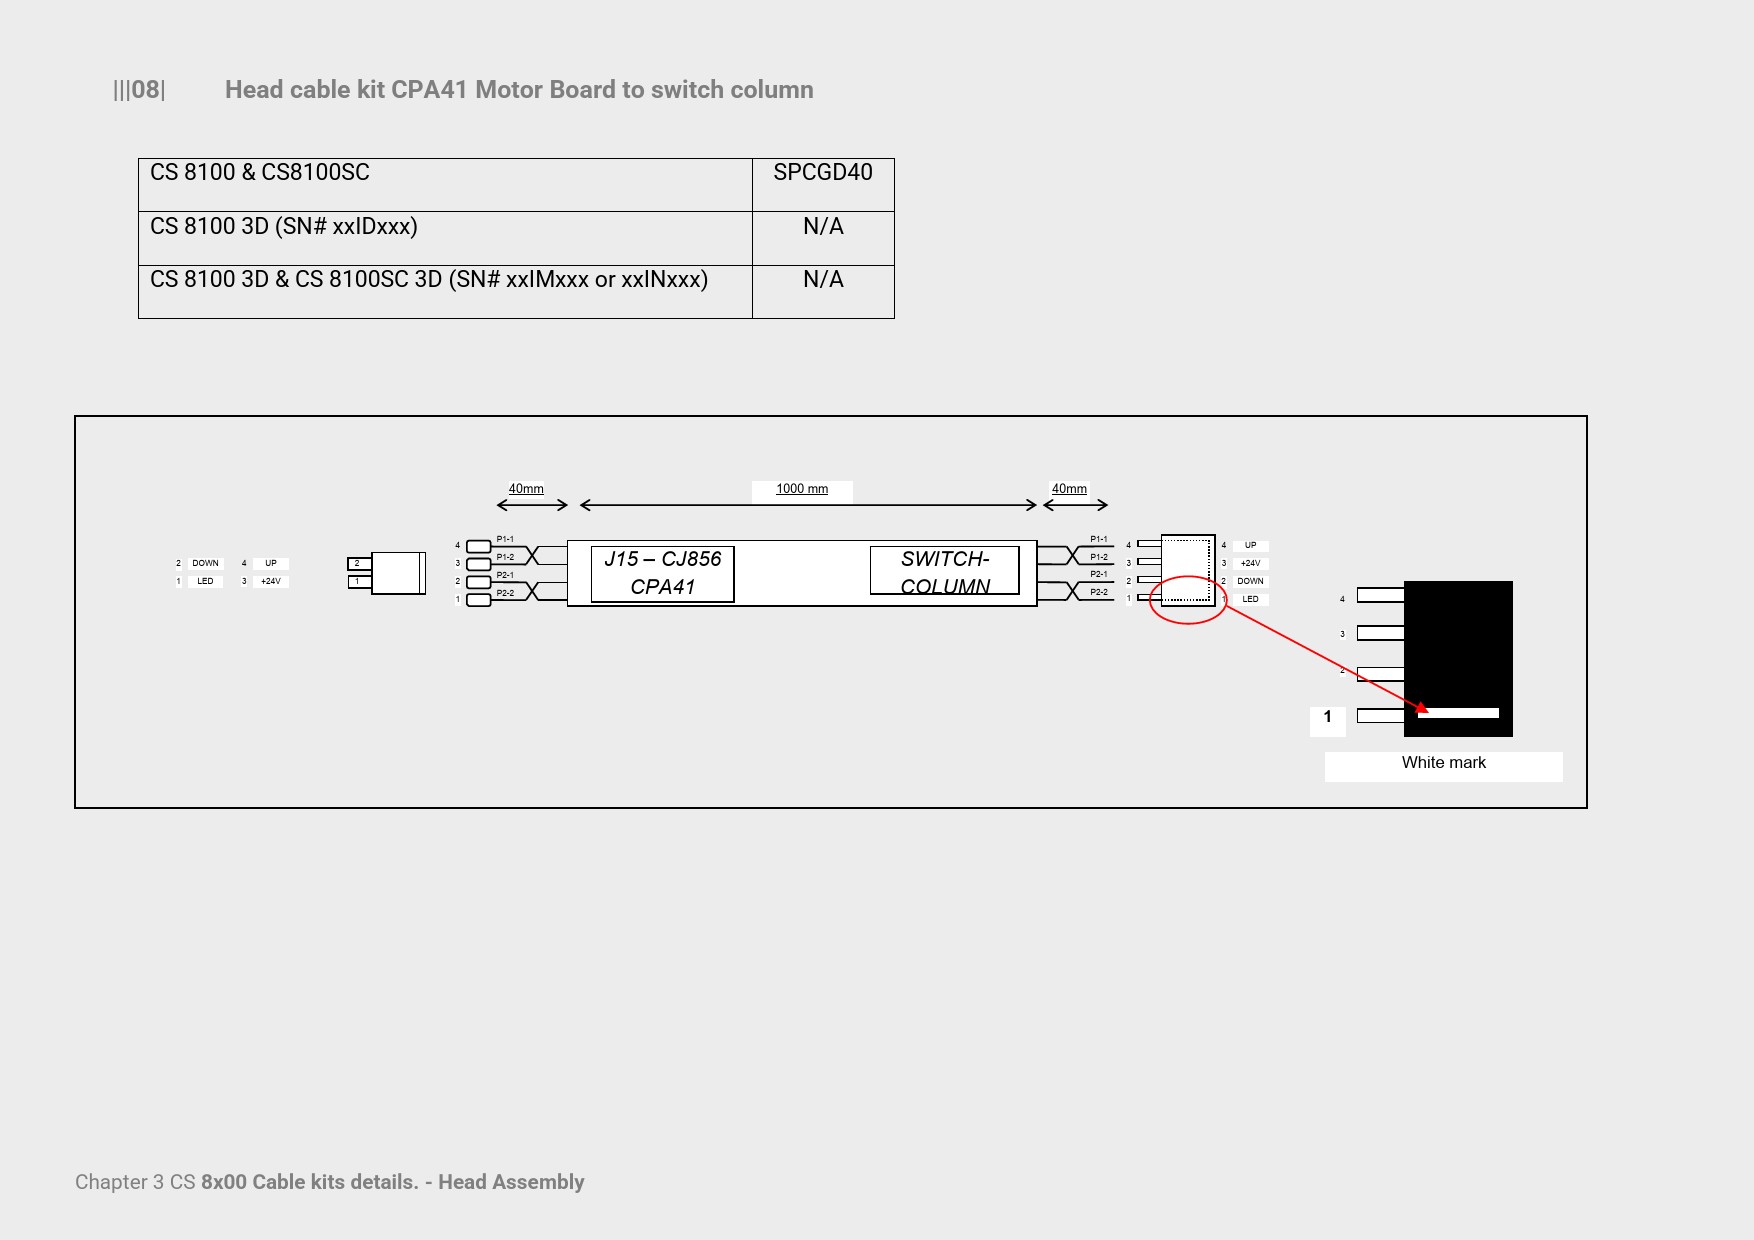 |||08| Head cable kit CPA41 Motor Board to switch column
CS 8100 & CS8100SC SPCGD40
CS 8100 3D (SN# xxIDxxx) N/A
CS 8100 3D & CS 8100SC 3D (SN# xxIMxxx or xxINxxx) N/A
40mm 1000 mm 40mm
2 DOWN 4 UP
1 LED 3 +24V
2
1
4 P1-1
3 P1-2
2 P2-1
1 P2-2
J15 – CJ856
CPA41
SWITCH-
COLUMN
P1-1 4 4 UP
P1-2 3 3 +24V
P2-1 2 2 DOWN
P2-2 1 1 LED
4
3
2
1
White mark
Chapter 3 CS 8x00 Cable kits details. - Head Assembly